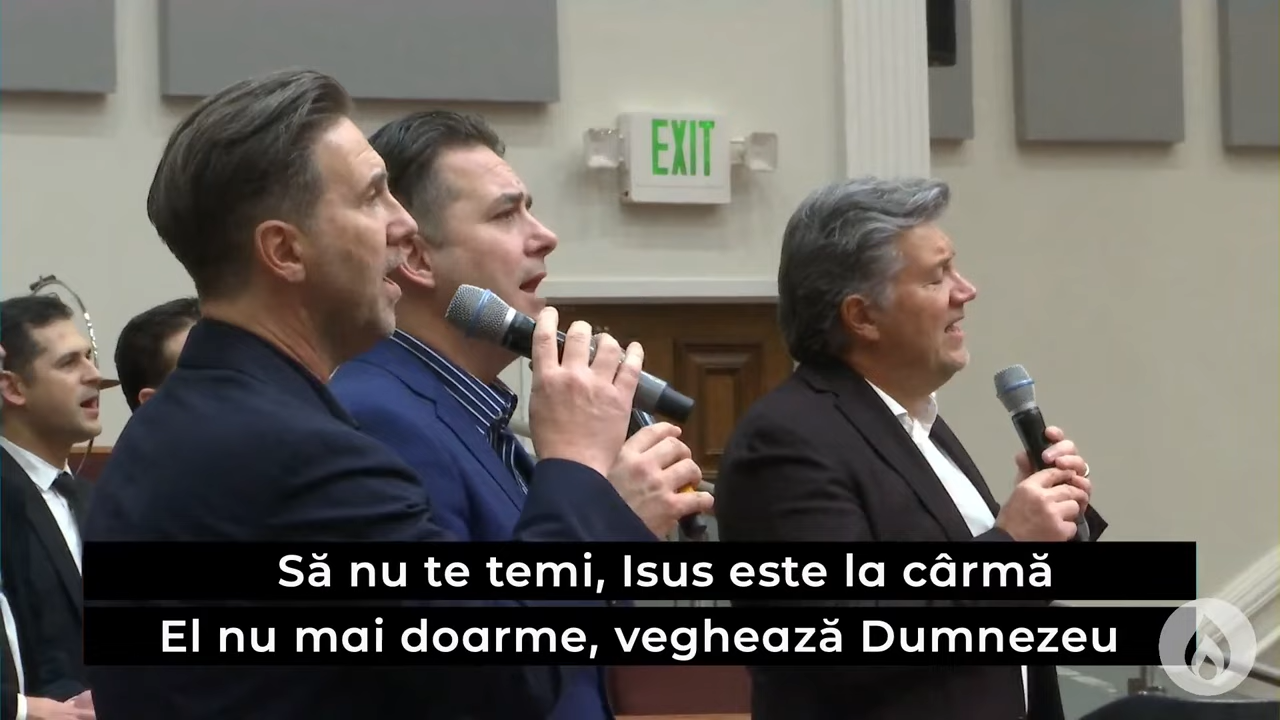 EXIT
Să nu te temi, Isus este la cârmă
El nu mai doarme, veghează Dumnezeu